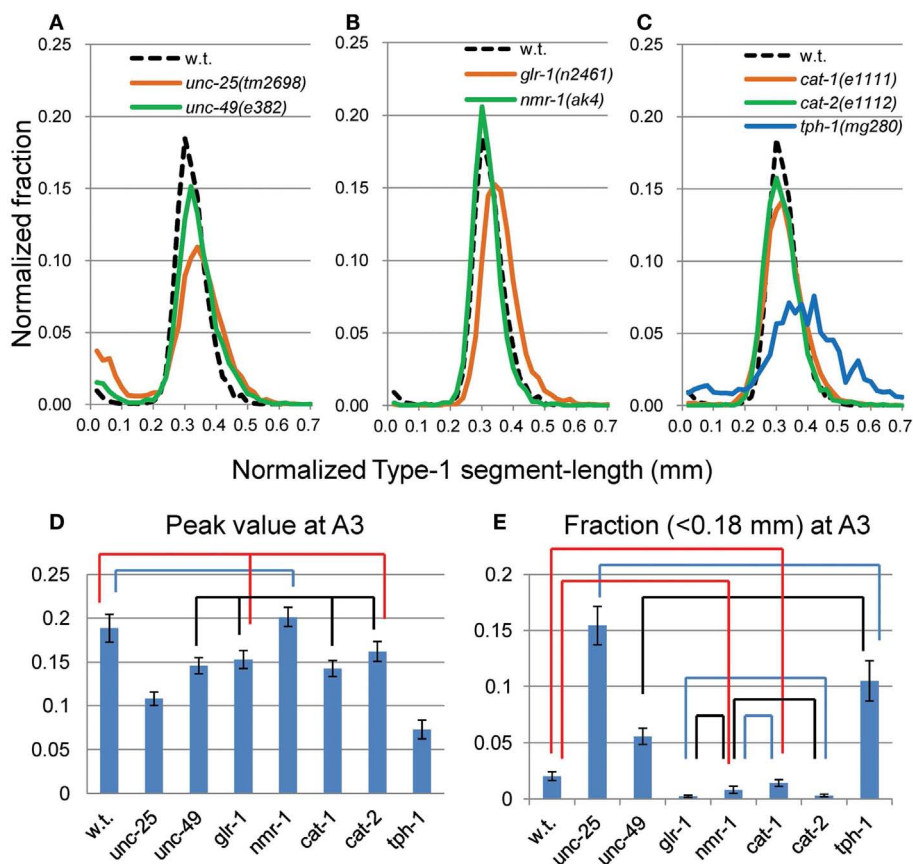 A
B
C
0.25
0.20
0.15
0.10
0.05
0.00
w.t.
unc-25(tm2698)
unc-49(e382)
0.0 0.1 0.2 0.3 0.4 0.5 0.6 0.7
0.25
0.20
0.15
0.10
0.05
0.00
w.t.
glr-1(n2461)
nmr-1(ak4)
0.0 0.1 0.2 0.3 0.4 0.5 0.6 0.7
0.25
0.20
0.15
0.10
0.05
0.00
w.t.
cat-1(e1111)
cat-2(e1112)
tph-1(mg280)
0.0 0.1 0.2 0.3 0.4 0.5 0.6 0.7
Normalized fraction
Normalized Type-1 segment-length (mm)
D
Peak value at A3
0.25
0.2
0.15
0.1
0.05
0
w.t. unc-25 unc-49 glr-1 nmr-1 cat-1 cat-2 tph-1
E
Fraction (<0.18 mm) at A3
0.2
0.15
0.1
0.05
0
w.t. unc-25 unc-49 glr-1 nmr-1 cat-1 cat-2 tph-1